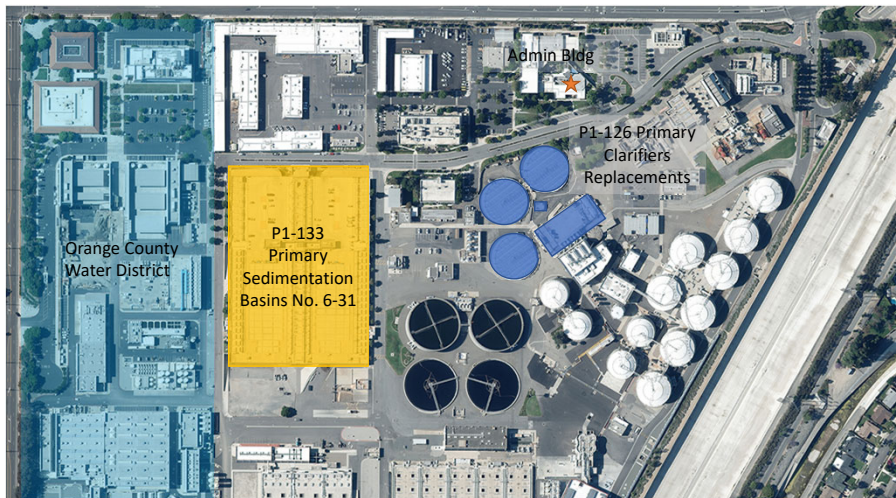 Admin Bldg
P1-126 Primary
Clarifiers
Replacements
P1-133
Primary
Sedimentation
Basins No. 6-31
Orange County
Water District